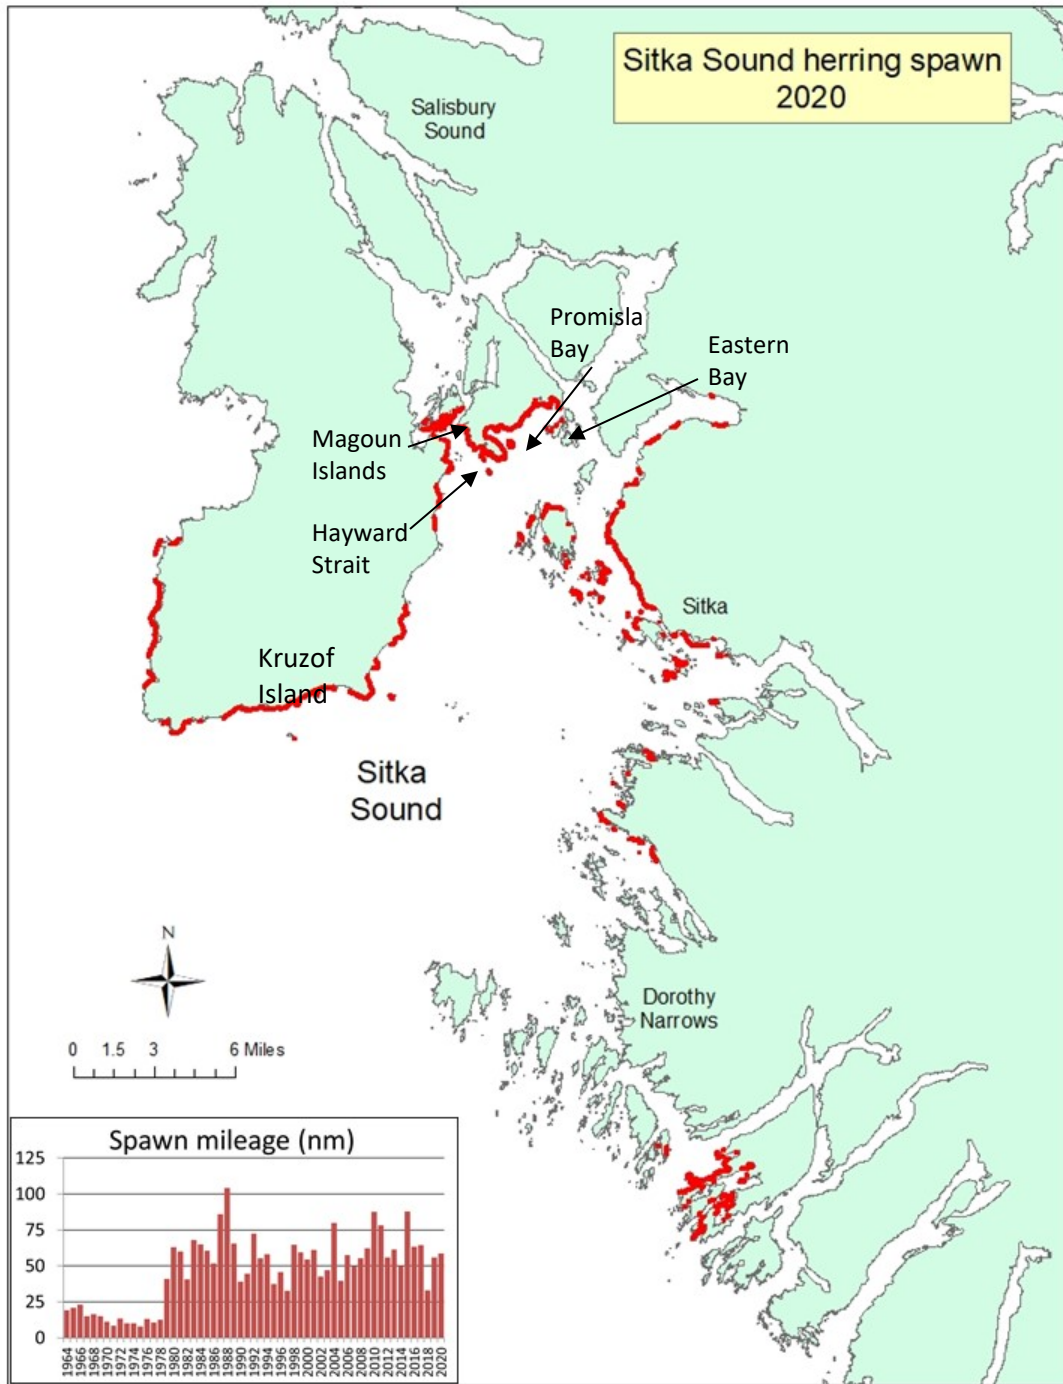 Sitka Sound herring spawn
2020
Salisbury
Sound
Promisla
Bay
Eastern
Bay
Magoun
Islands
Hayward
Strait
Sitka
Kruzof
Island
Sitka
Sound
N
Dorothy
Narrows
0 1.5 3 6 Miles
Spawn mileage (nm)
125
100
75
50
25
0
1964
1966
1968
1970
1972
1974
1976
1978
1980
1982
1984
1986
1988
1990
1992
1994
1996
1998
2000
2002
2004
2006
2008
2010
2012
2014
2016
2018
2020